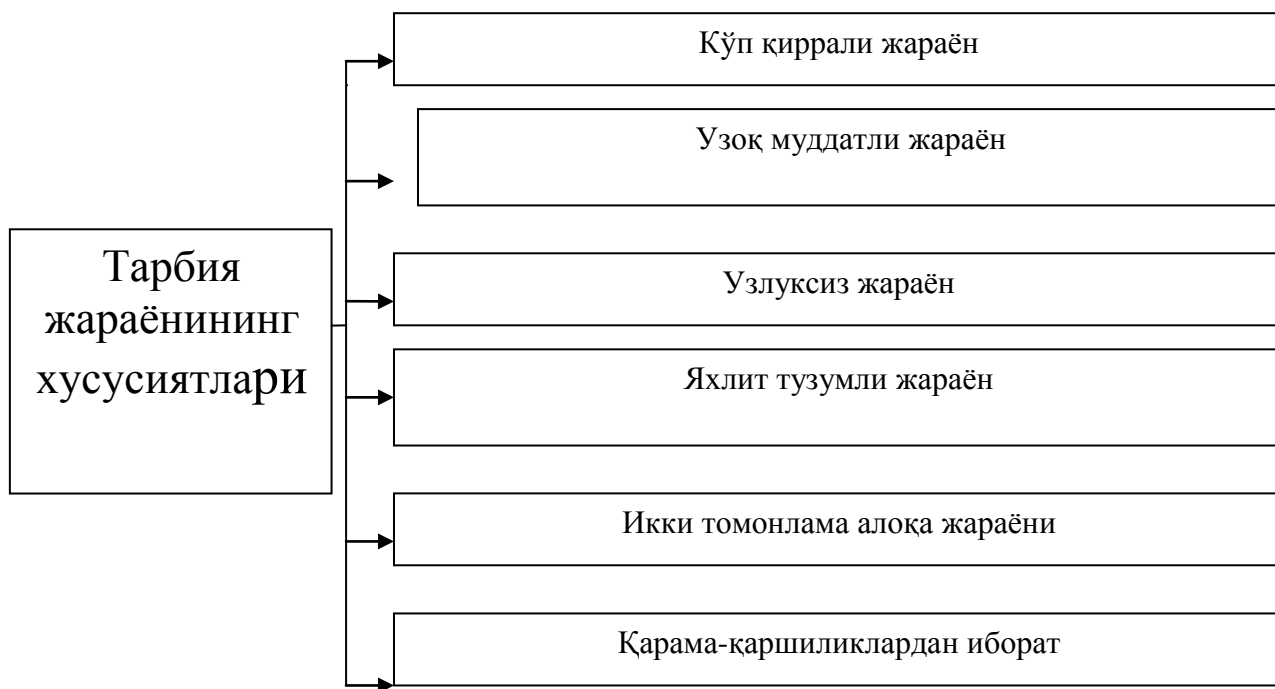 Кўп қиррали жараён
Узоқ муддатли жараён
Тарбия
жараёнининг
хусусиятлари
Узлуксиз жараён
Яхлит тузумли жараён
Икки томонлама алоқа жараёни
Қарама-қаршиликлардан иборат